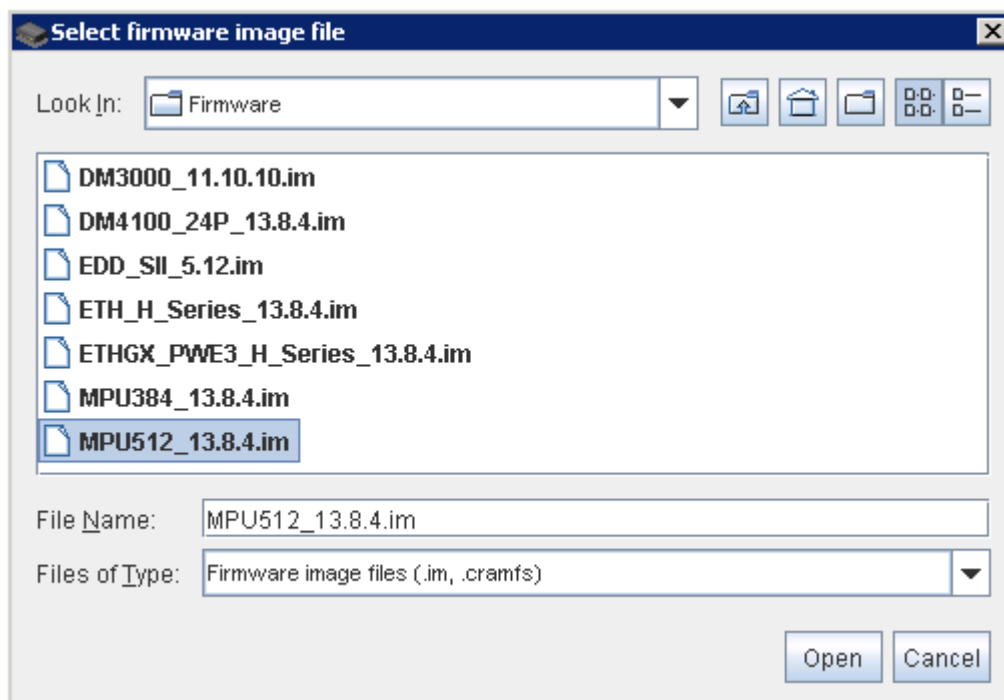 Select firmware image file
Look In: Firmware
DM3000_11.10.10.im
DM4100_24P_13.8.4.im
EDD_SII_5.12.im
ETH_H_Series_13.8.4.im
ETHGX_PWE3_H_Series_13.8.4.im
MPU384_13.8.4.im
MPU512_13.8.4.im
File Name: MPU512_13.8.4.im
Files of Type: Firmware image files (.im, .cramfs)
Open Cancel